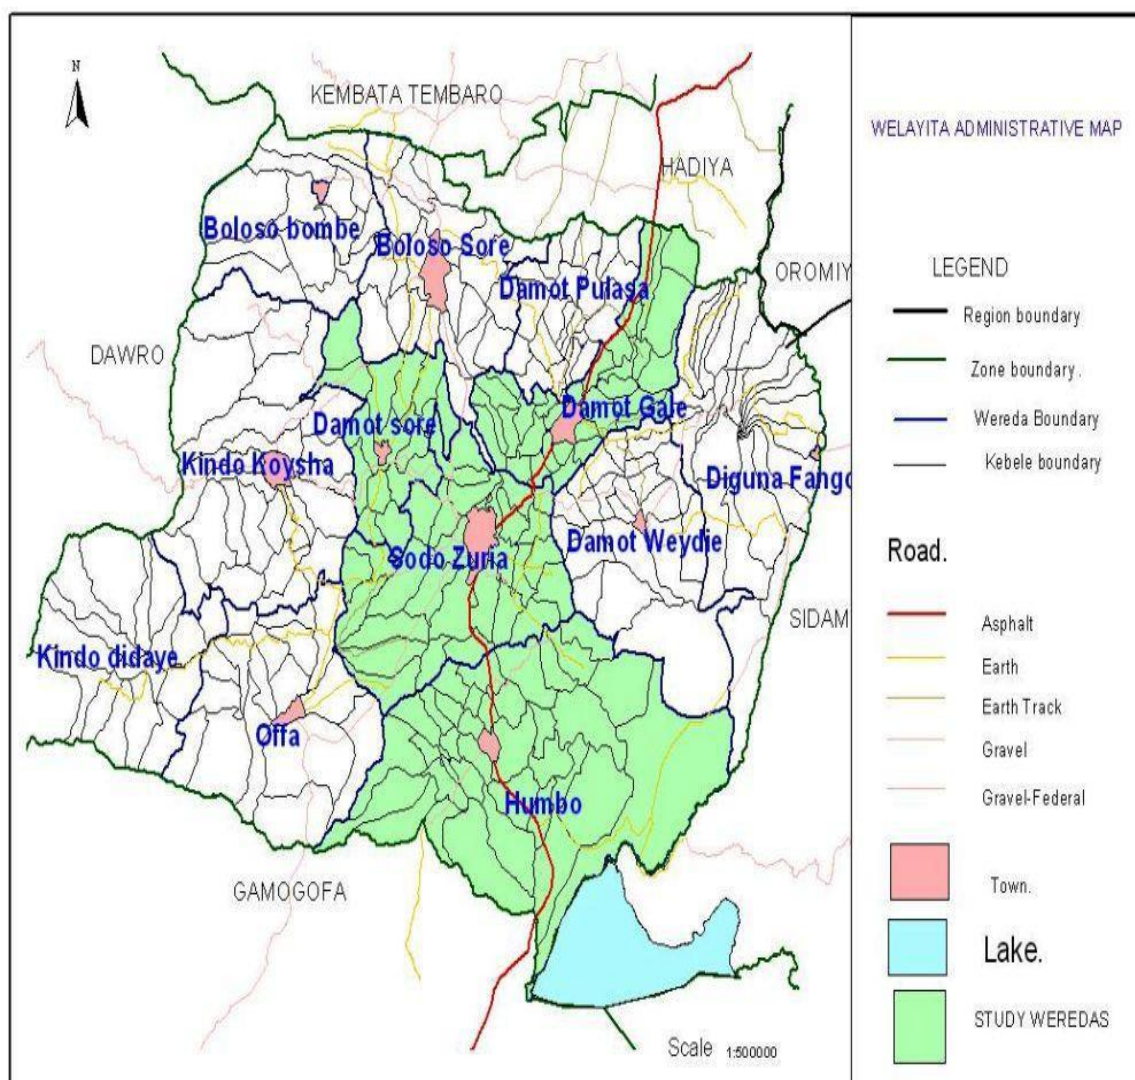 N
KEMBATA TEMBARO
WELAYITA ADMINISTRATIVE MAP
HADIYA
Boloso bombe
Boloso Sore
OROMIY
LEGEND
Damot Pulasa
Region boundary
DAWRO
Zone boundary.
Damot Gale
Wereda Boundary
Damot sore
Kindo Koysha
Kebele boundary
Diguna Fango
Damot Weydie
Sodo Zuria
Road.
SIDAM
Asphalt
Kindo didaye
Earth
Earth Track
Offa
Gravel
Gravel-Federal
Humbo
GAMOGOFA
Town.
Lake.
STUDY WEREDAS
Scale 1:500000